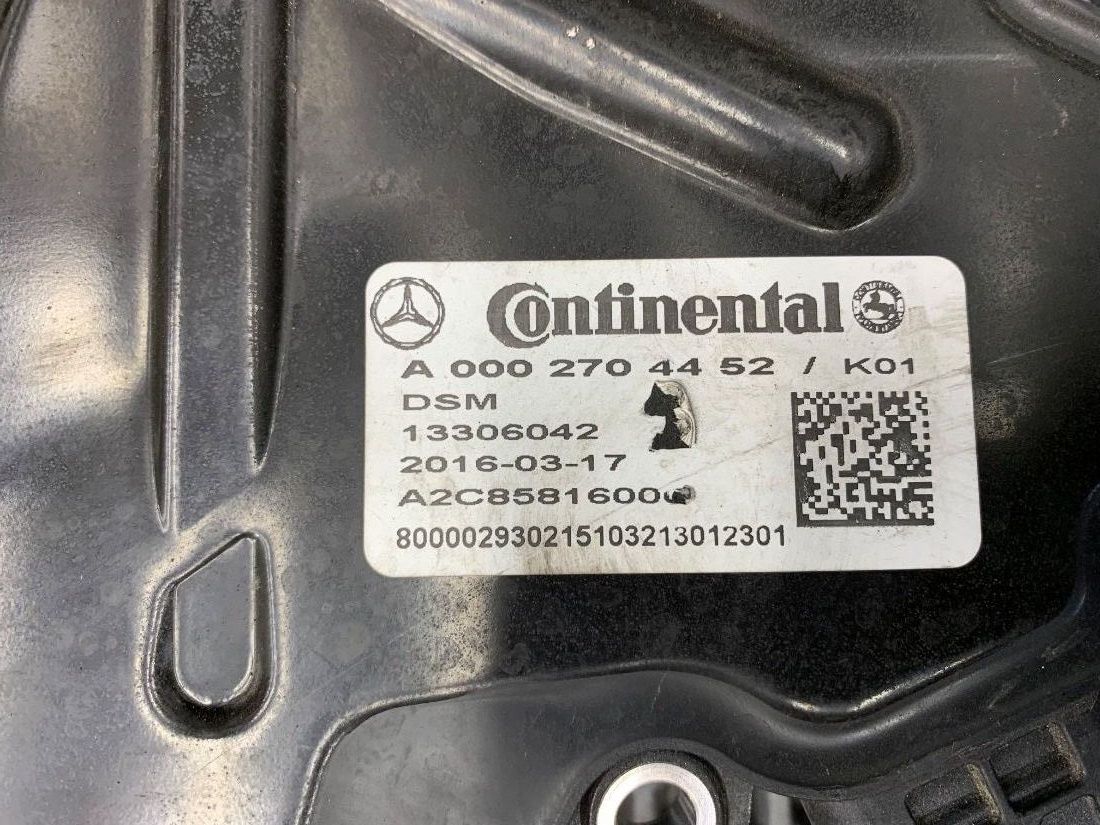 Continental
A 000 270 44 52 / K01
DSM
13306042
2016-03-17
800002930215103213012301